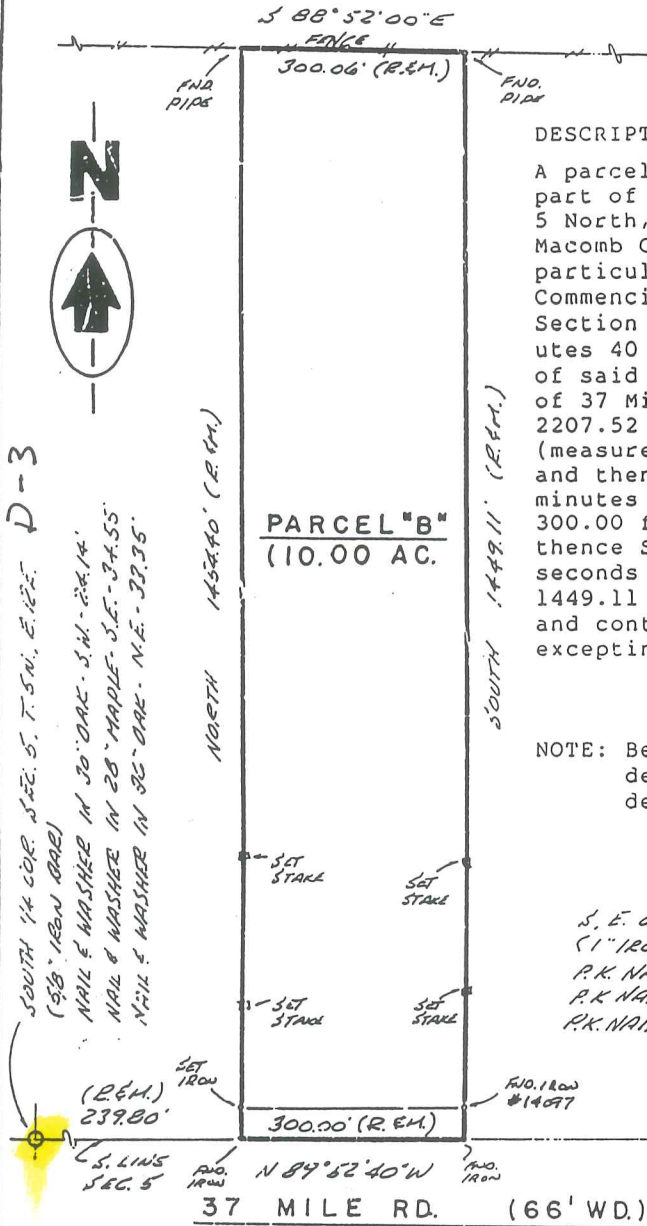 S 88°52'00"E
FENCE
300.06' (R.&M.)
FND.
PIPE
FND.
PIPE
N
DESCRIPT
A parcel
part of
5 North,
Macomb C
particul
Commenci
Section
utes 40
of said
of 37 Mi
2207.52
(measure
and then
minutes
300.00 f
thence S
seconds
1449.11
and cont
exceptin
NORTH 1454.40' (R.&M.)
SOUTH 1449.11' (R.&M.)
PARCEL "B"
(10.00 AC.
D-3
SOUTH 1/4 COR. SEC. 5, T.5N., R.12E.
(5/8" IRON BAR)
NAIL & WASHER IN 30" OAK - S.W. - 24.14'
NAIL & WASHER IN 28" MAPLE - S.E. - 34.55'
NAIL & WASHER IN 36" OAK - N.E. - 33.35'
NOTE: Be
de
de
SET
STAKE
SET
STAKE
S.E. C
(1" IRO
P.K. NA
P.K NA
P.K. NAI
SET
STAKE
SET
STAKE
SET
IRON
FND. IRON
#14097
(R.&M.)
239.80'
300.00' (R.&M.)
S. LINE
SEC. 5
FND.
IRON
N 89°52'40"W
FND.
IRON
37 MILE RD. (66' WD.)